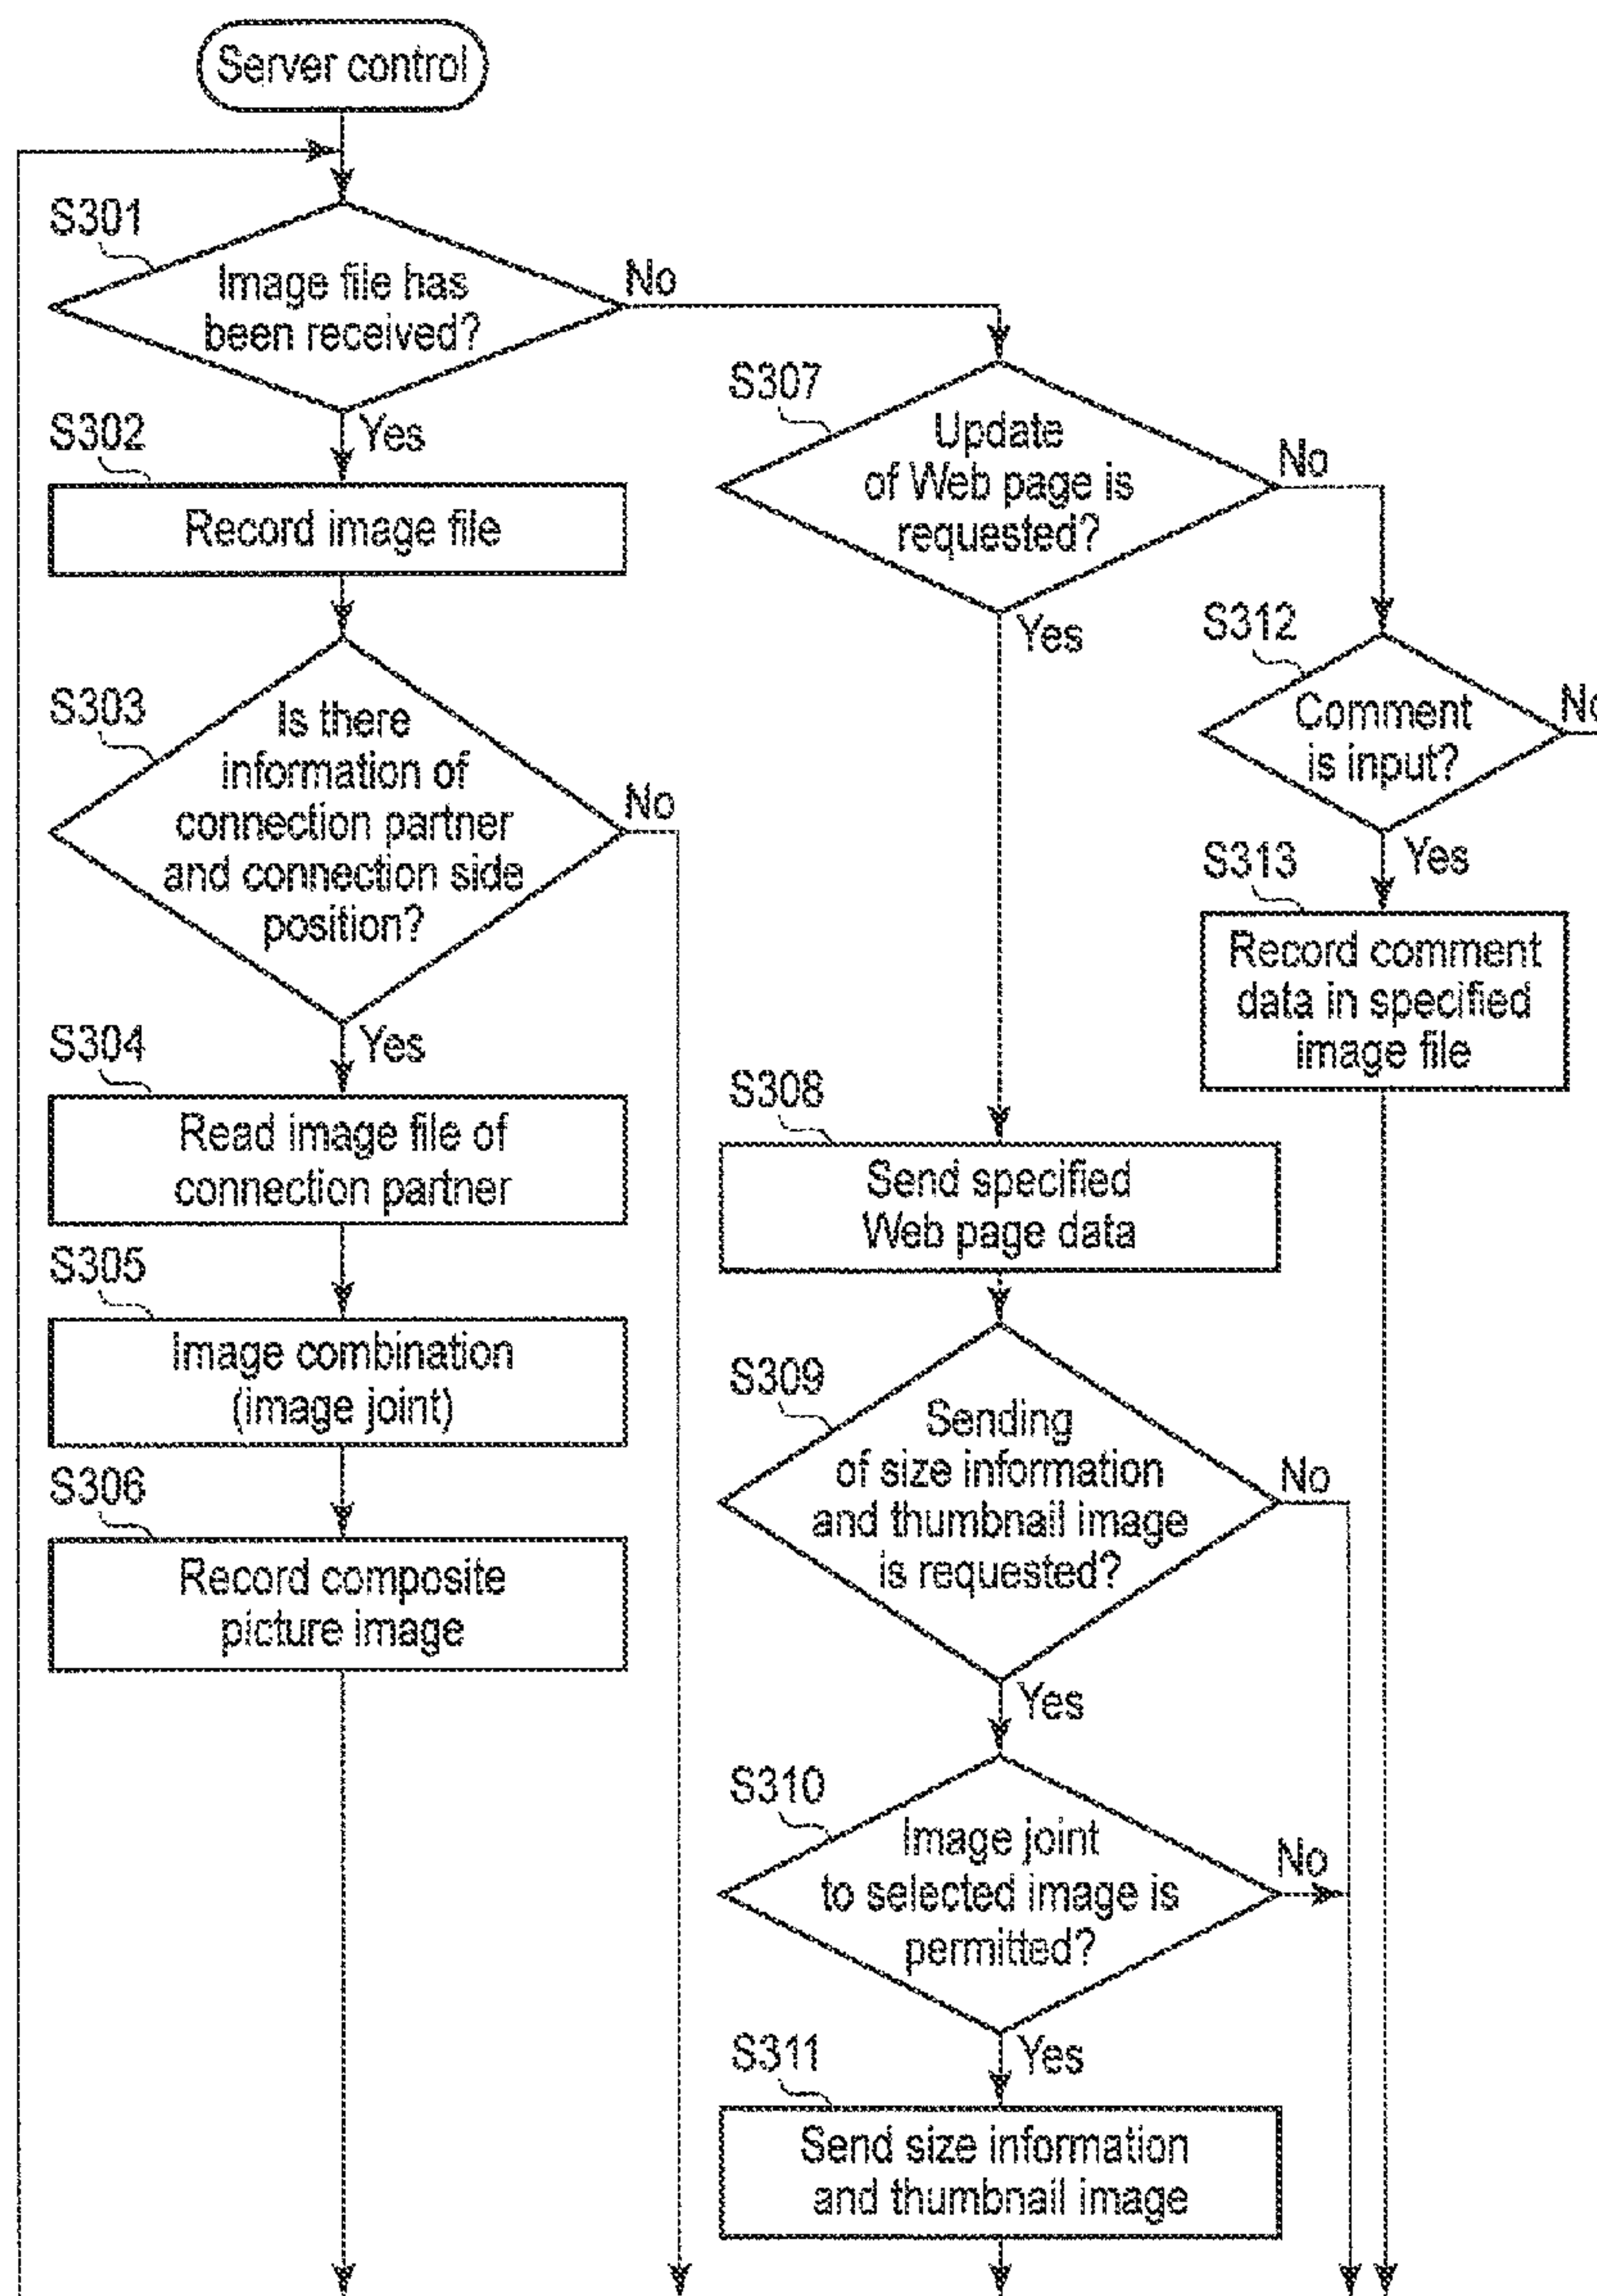 Server control
S301
Image file has
been received?
No
Yes
S302
Record image file
S303
Is there
information of
connection partner
and connection side
position?
No
Yes
S304
Read image file of
connection partner
S305
Image combination
(image joint)
S306
Record composite
picture image
S307
Update
of Web page is
requested?
No
Yes
S308
Send specified
Web page data
S309
Sending
of size information
and thumbnail image
is requested?
No
Yes
S310
Image joint
to selected image is
permitted?
No
Yes
S311
Send size information
and thumbnail image
S312
Comment
is input?
No
Yes
S313
Record comment
data in specified
image file